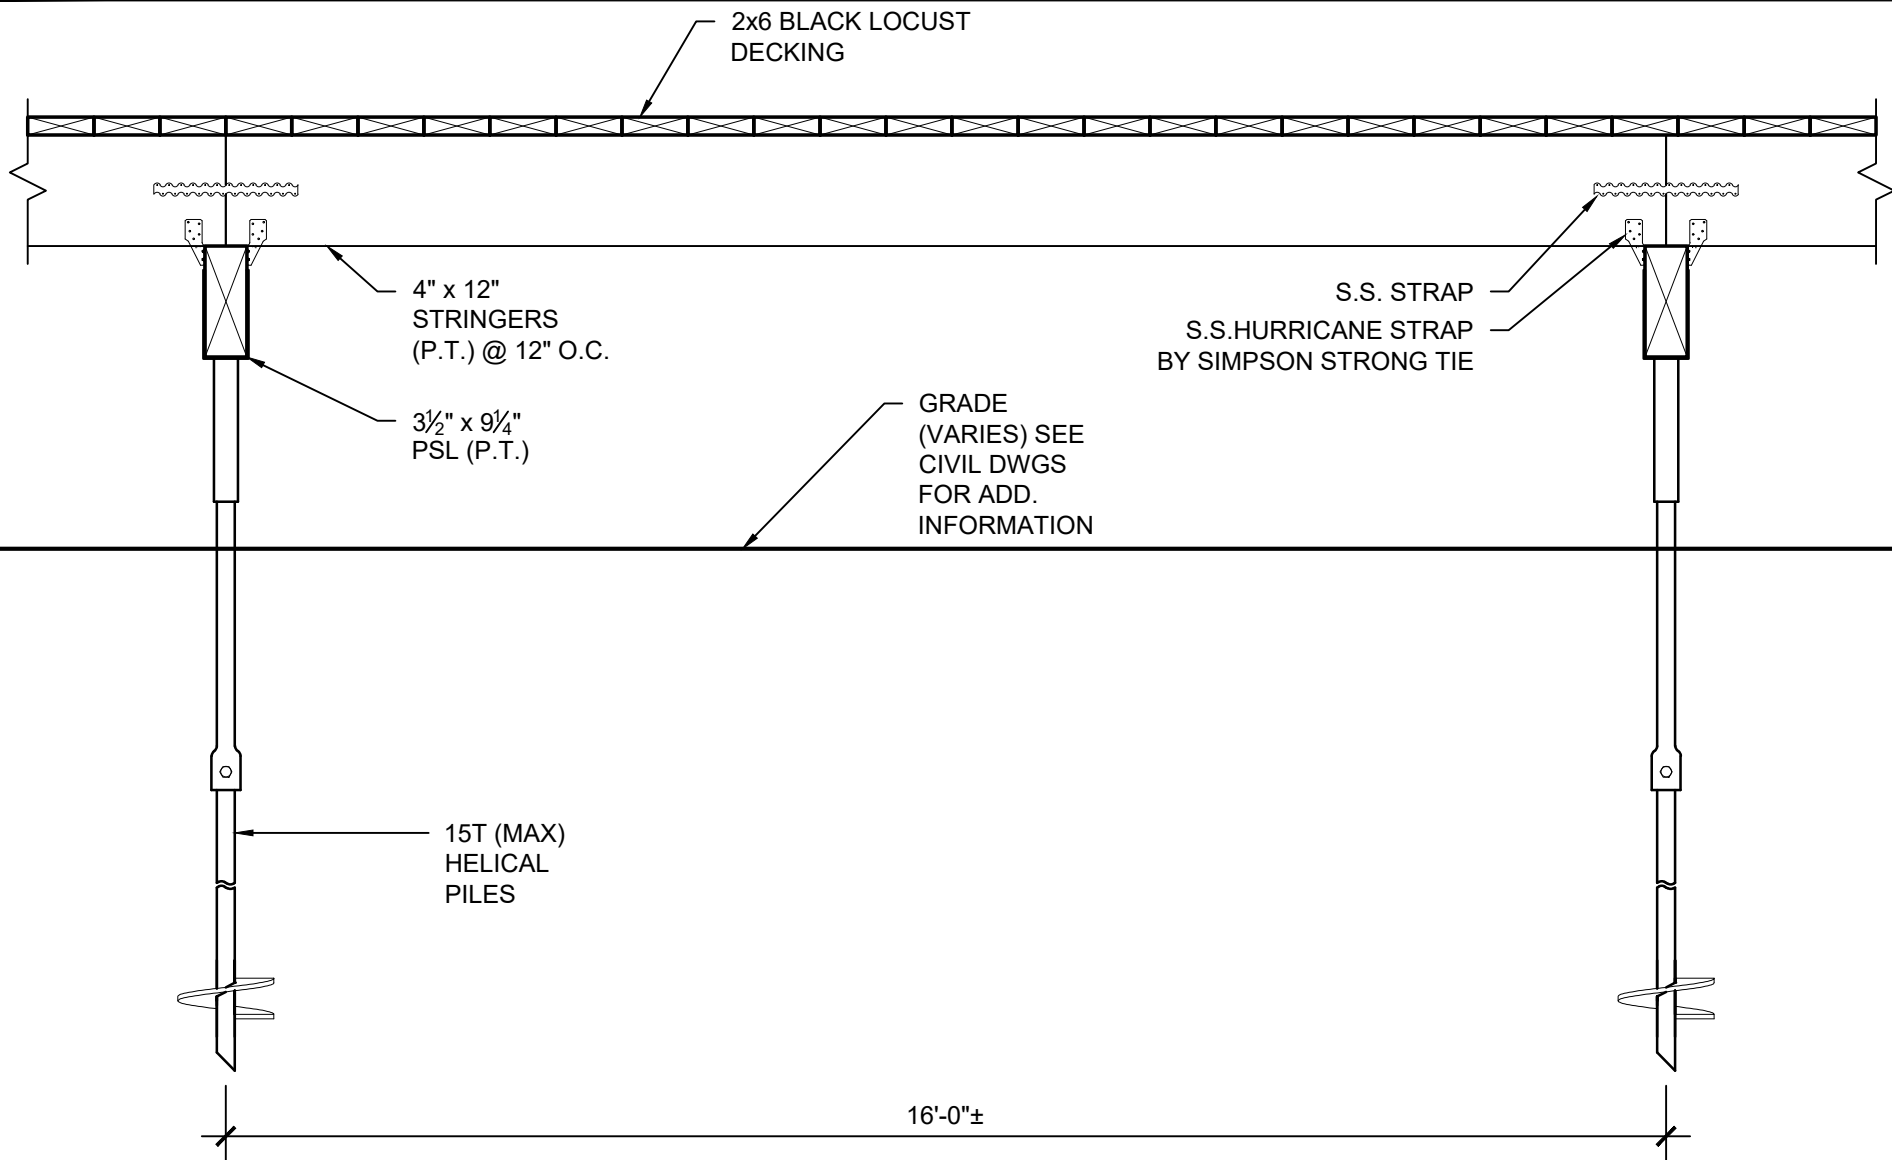 2x6 BLACK LOCUST
DECKING
4" x 12"
STRINGERS
(P.T.) @ 12" O.C.
3½" x 9¼"
PSL (P.T.)
S.S. STRAP
S.S.HURRICANE STRAP
BY SIMPSON STRONG TIE
GRADE
(VARIES) SEE
CIVIL DWGS
FOR ADD.
INFORMATION
15T (MAX)
HELICAL
PILES
16'-0"±